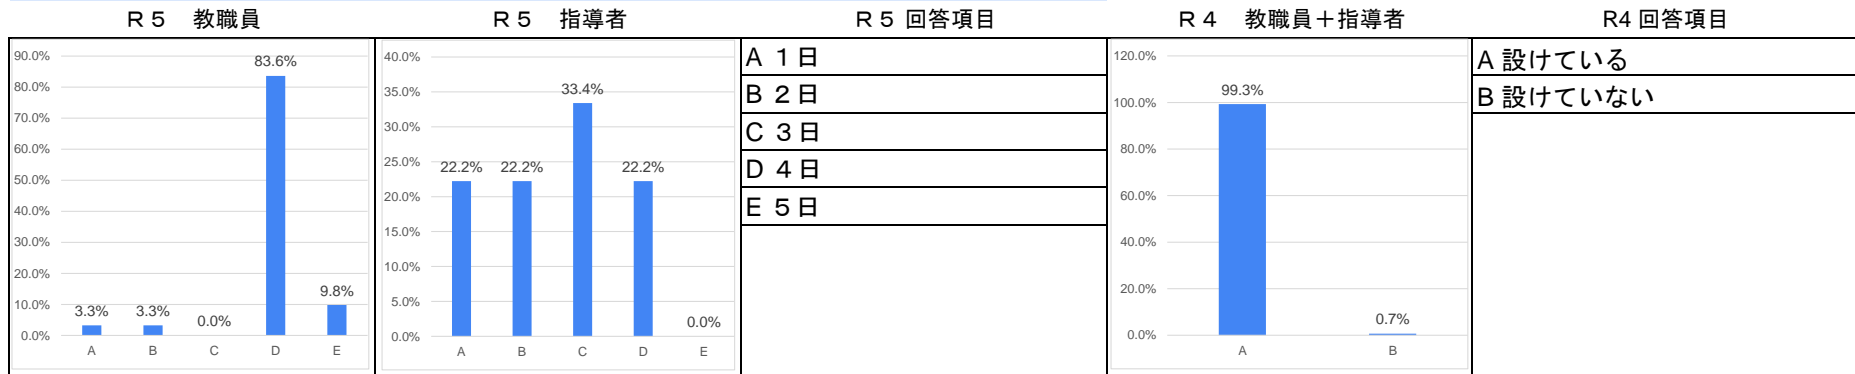 Ｒ５　教職員
Ｒ５　指導者
Ｒ５ 回答項目
Ｒ４　教職員＋指導者
R4 回答項目
90.0%
80.0%
70.0%
60.0%
50.0%
40.0%
30.0%
20.0%
10.0%
0.0%
3.3%
3.3%
0.0%
83.6%
9.8%
A B C D E
40.0%
35.0%
30.0%
25.0%
20.0%
15.0%
10.0%
5.0%
0.0%
22.2%
22.2%
33.4%
22.2%
0.0%
A B C D E
A １日
B ２日
C ３日
D ４日
E ５日
120.0%
100.0%
80.0%
60.0%
40.0%
20.0%
0.0%
99.3%
0.7%
A B
A 設けている
B 設けていない